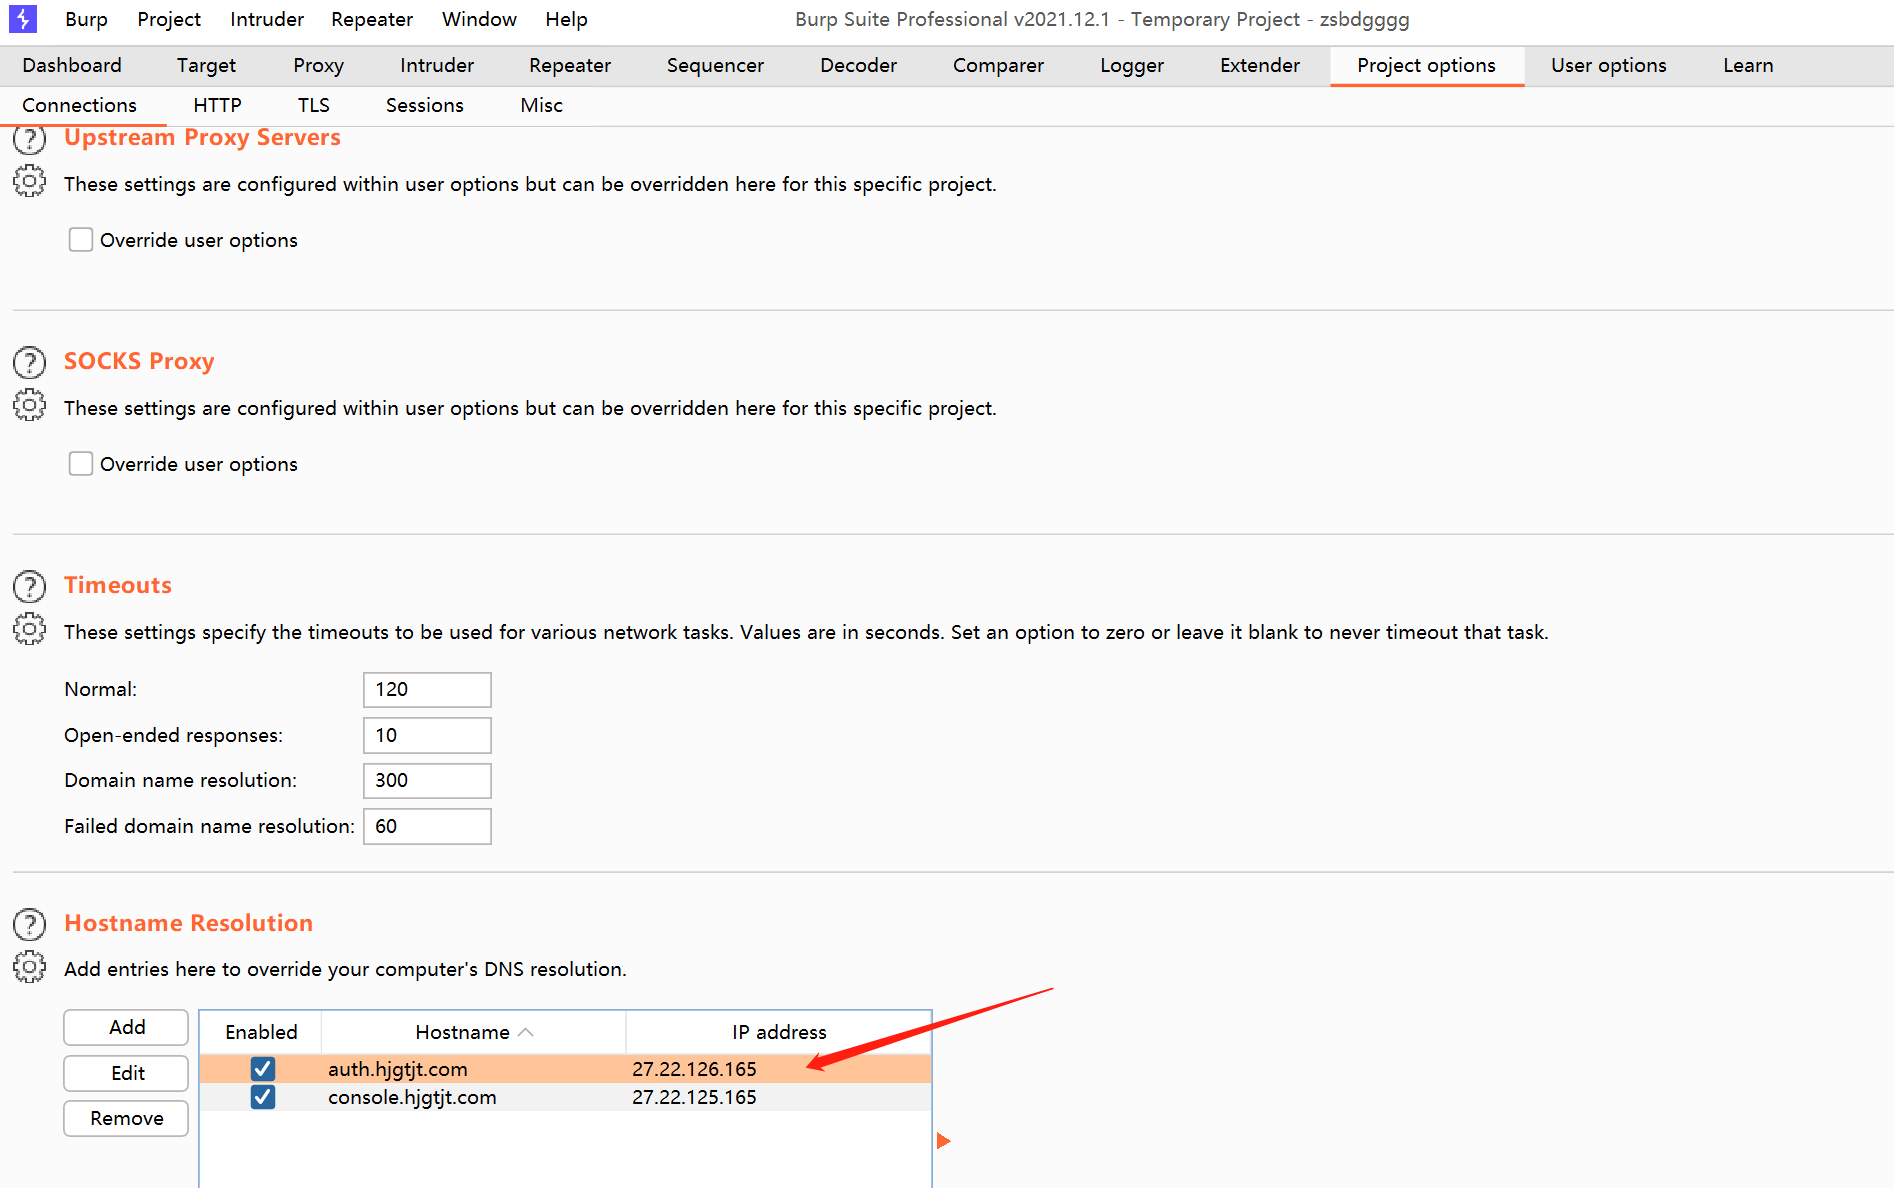 Burp Project Intruder Repeater Window Help Burp Suite Professional v2021.12.1 - Temporary Project - zsbdgggg
Dashboard Target Proxy Intruder Repeater Sequencer Decoder Comparer Logger Extender Project options User options Learn
Connections HTTP TLS Sessions Misc
Upstream Proxy Servers
These settings are configured within user options but can be overridden here for this specific project.
Override user options
SOCKS Proxy
These settings are configured within user options but can be overridden here for this specific project.
Override user options
Timeouts
These settings specify the timeouts to be used for various network tasks. Values are in seconds. Set an option to zero or leave it blank to never timeout that task.
Normal: 120
Open-ended responses: 10
Domain name resolution: 300
Failed domain name resolution: 60
Hostname Resolution
Add entries here to override your computer's DNS resolution.
Add
Edit
Remove
Enabled Hostname IP address
auth.hjgtjt.com 27.22.126.165
console.hjgtjt.com 27.22.125.165